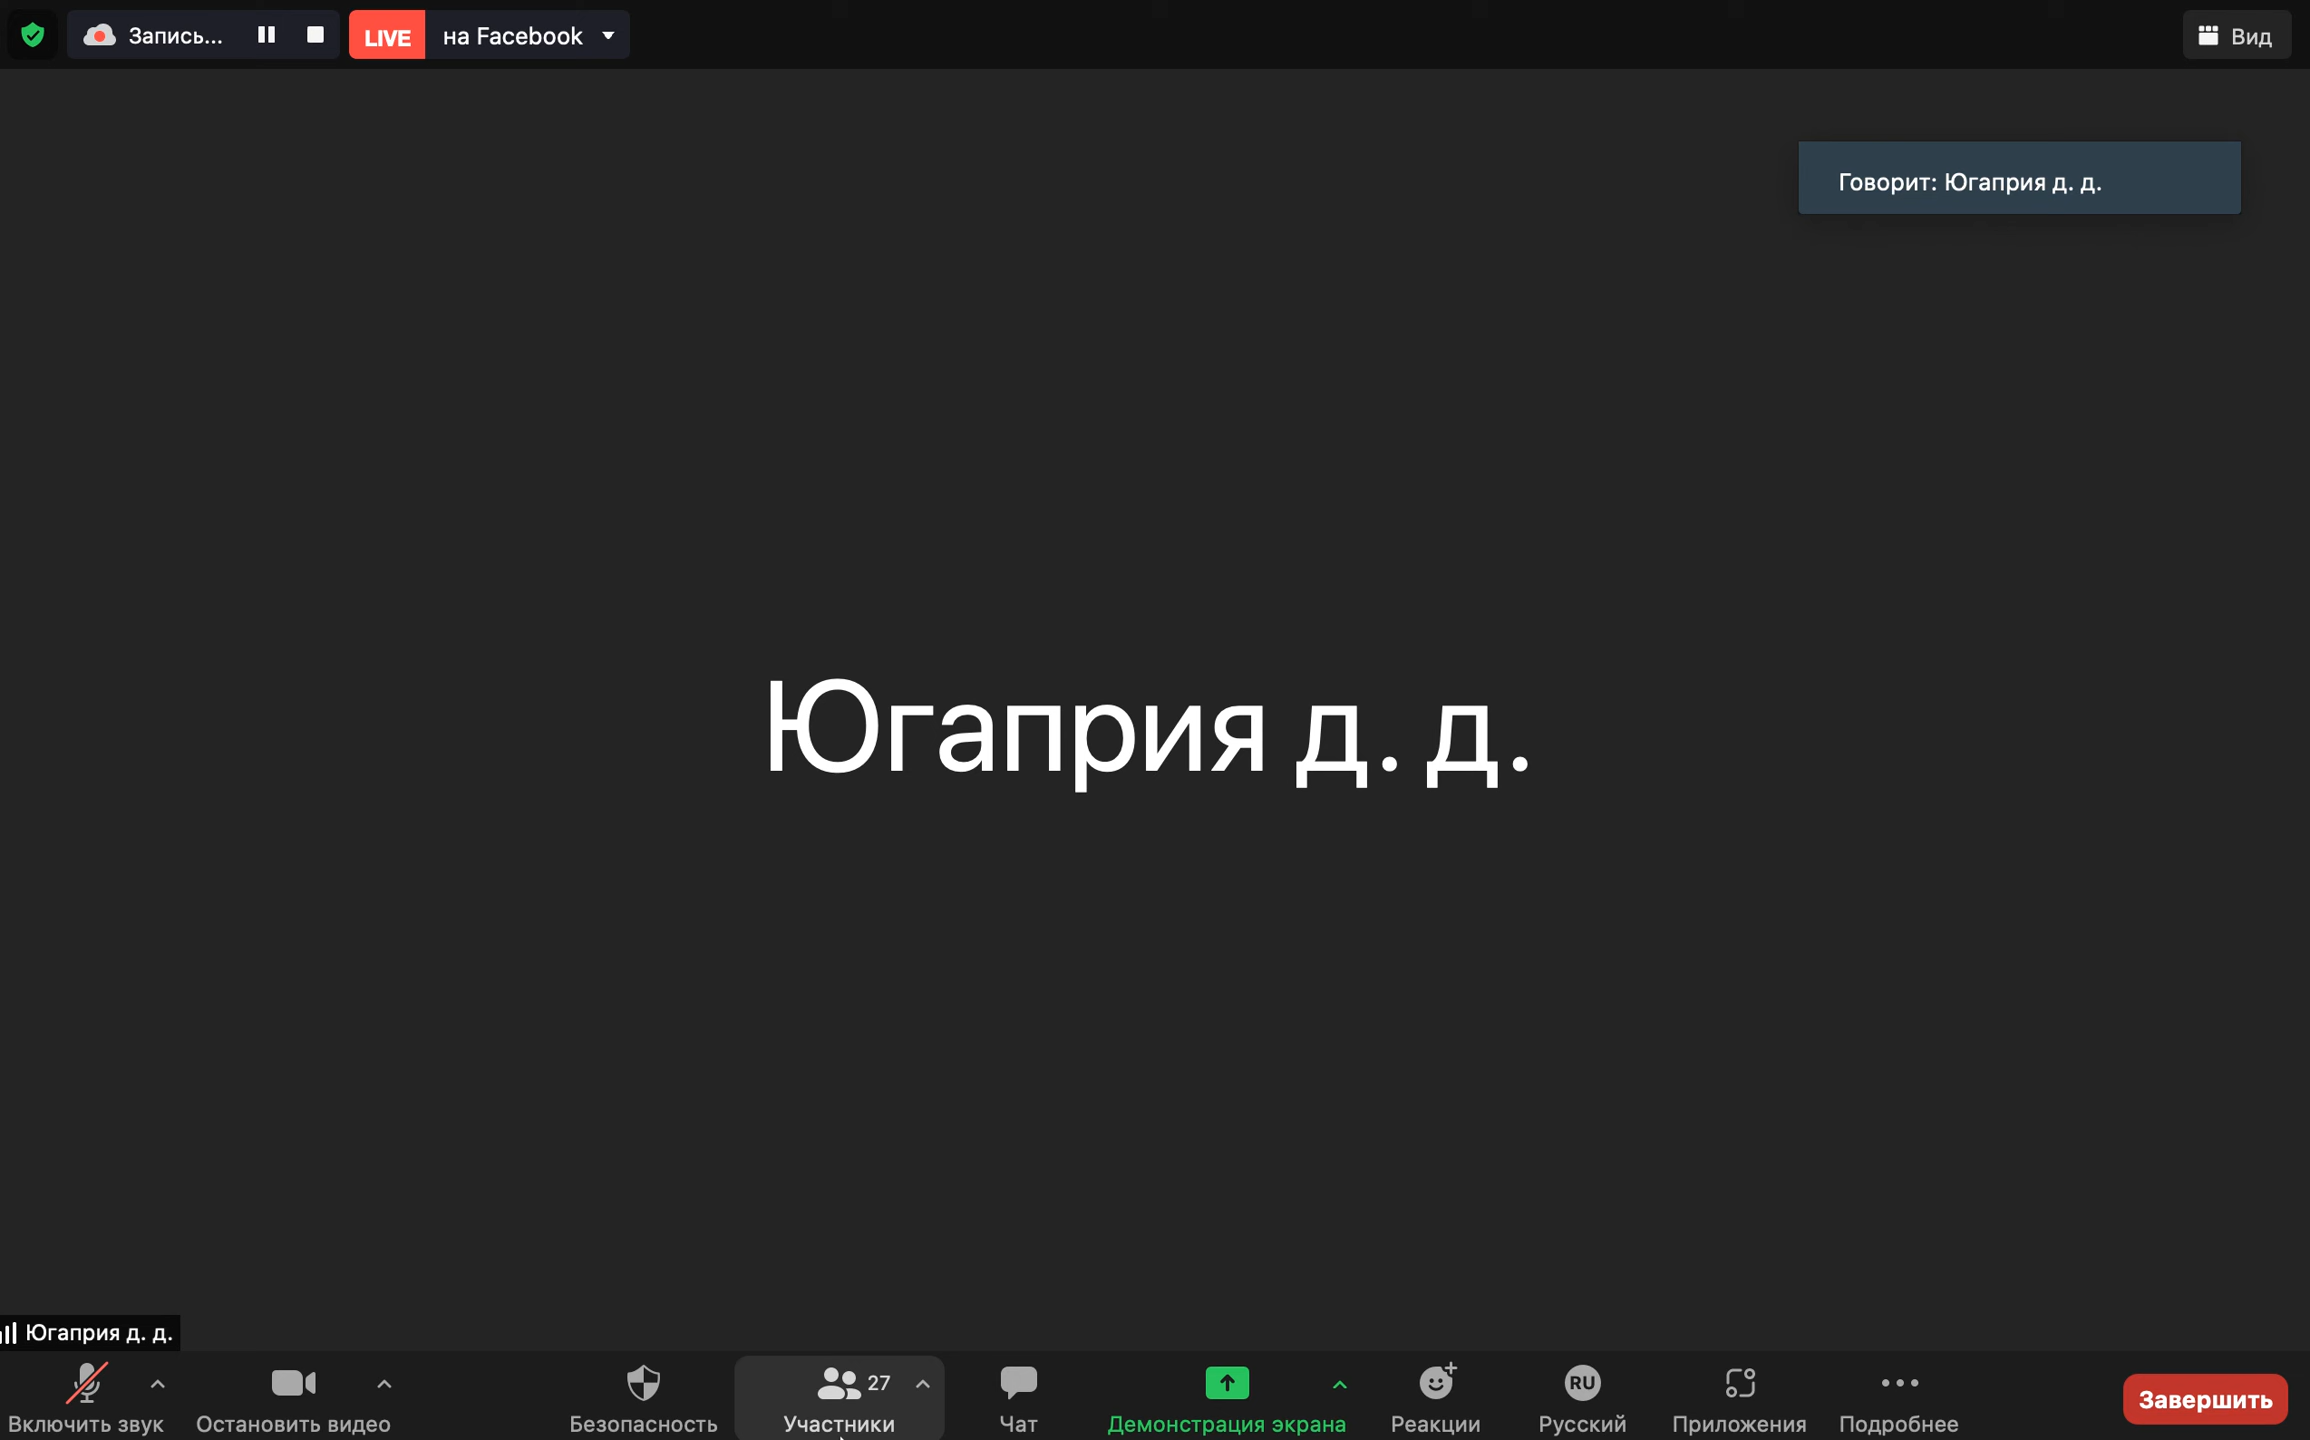 Запись...
LIVE на Facebook
Вид
Говорит: Югаприя д. д.
Югаприя д. д.
Югаприя д. д.
27
Включить звук Остановить видео Безопасность Участники Чат Демонстрация экрана Реакции RU Русский Приложения Подробнее Завершить